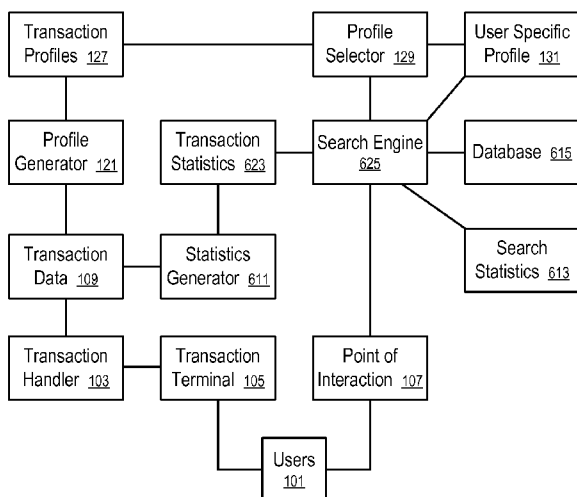 Transaction
Profiles 127
Profile
Selector 129
User Specific
Profile 131
Profile
Generator 121
Transaction
Statistics
623
Search Engine
625
Database 615
Transaction
Data 109
Statistics
Generator
611
Search
Statistics 613
Transaction
Handler 103
Transaction
Terminal 105
Point of
Interaction 107
Users
101